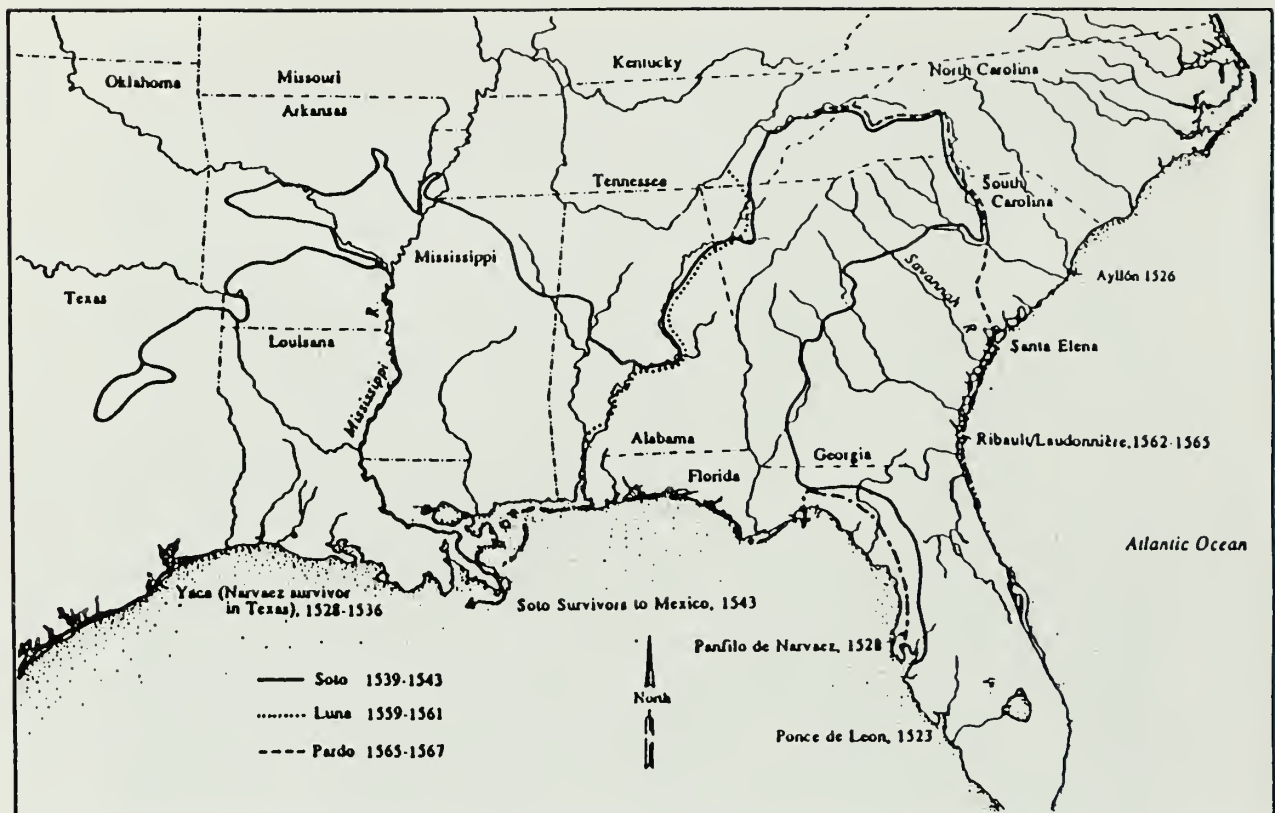 Oklahoma
Missouri
Arkansas
Kentucky
North Carolina
Tennessee
South
Carolina
Mississippi
Savannah R
Ayllón 1526
Texas
Louisana
Mississippi R.
Santa Elena
Alabama
Georgia
Ribault/Laudonnière, 1562-1565
Florida
Atlantic Ocean
Ysca (Narvaez survivor
in Texas), 1528-1536
Soto Survivors to Mexico, 1543
Panfilo de Narvaez, 1528
Soto 1539-1543
Luna 1559-1561
Pardo 1565-1567
North
Ponce de Leon, 1523